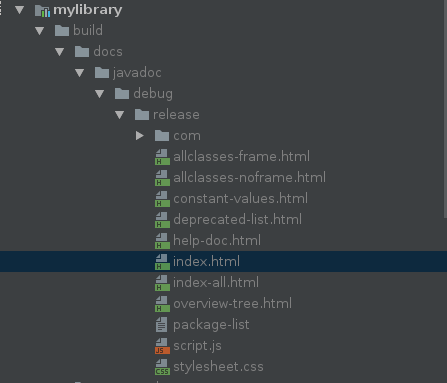 mylibrary
build
docs
javadoc
debug
release
com
allclasses-frame.html
allclasses-noframe.html
constant-values.html
deprecated-list.html
help-doc.html
index.html
index-all.html
overview-tree.html
package-list
script.js
stylesheet.css